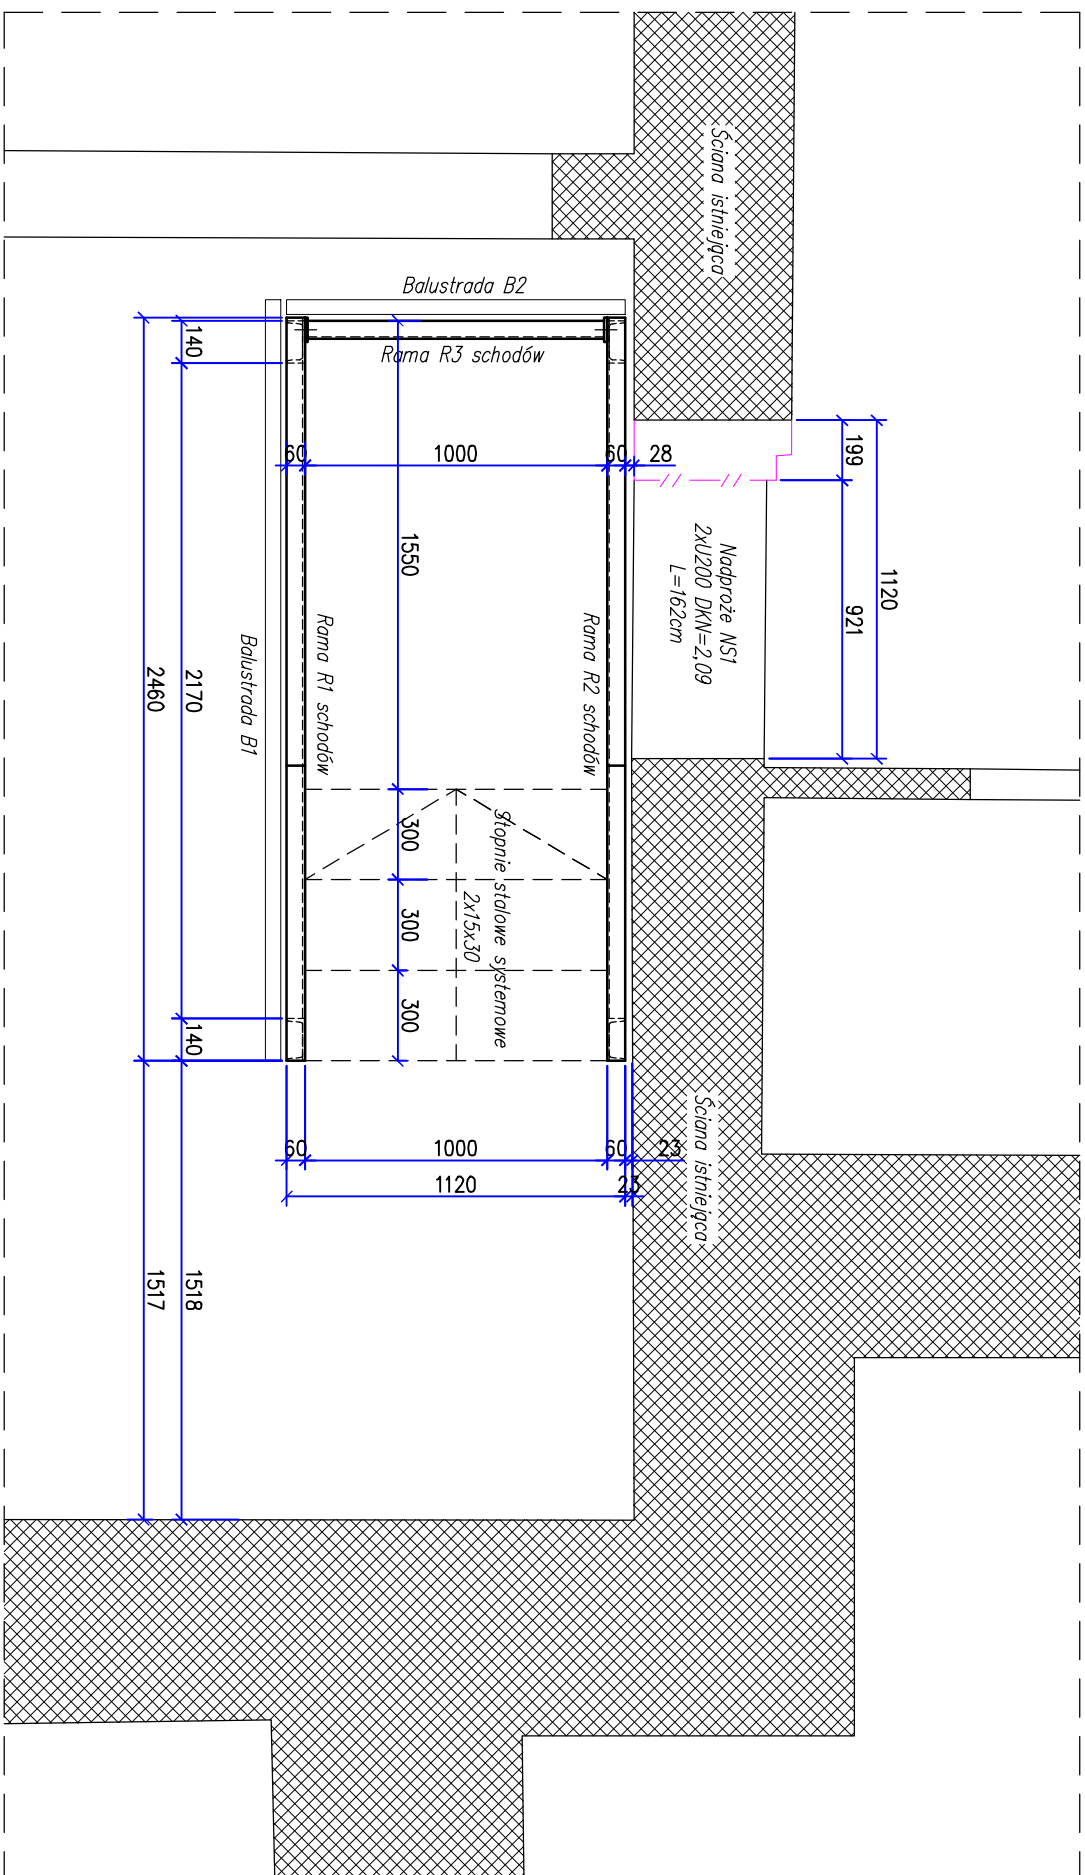 Ściana istniejąca
Balustrada B2
Rama R3 schodów
140
199
1120
60
1000
60
28
1550
921
Nadproże NS1
2xU200 DKN=2,09
L=162cm
Rama R1 schodów
Rama R2 schodów
Balustrada B1
2170
2460
300
300
300
Stopnie stalowe systemowe
2x15x30
140
Ściana istniejąca
60
1000
60
23
1120
23
1518
1517